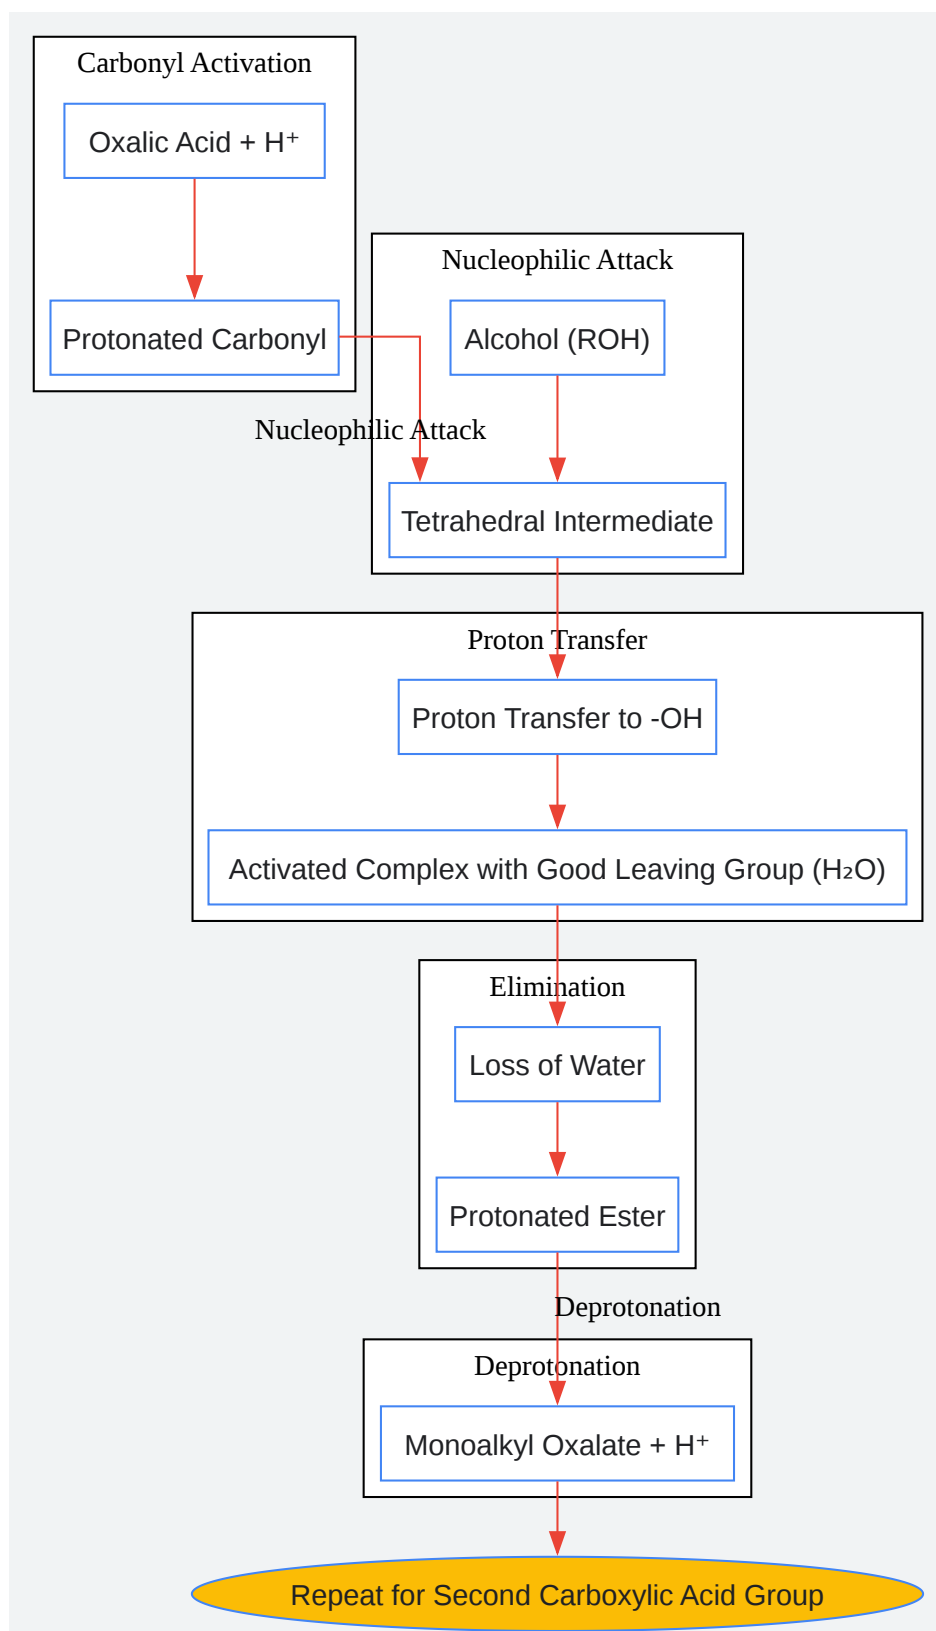 Carbonyl Activation
Oxalic Acid + H⁺
Protonated Carbonyl
Nucleophilic Attack
Alcohol (ROH)
Nucleophilic Attack
Tetrahedral Intermediate
Proton Transfer
Proton Transfer to -OH
Activated Complex with Good Leaving Group (H₂O)
Elimination
Loss of Water
Protonated Ester
Deprotonation
Deprotonation
Monoalkyl Oxalate + H⁺
Repeat for Second Carboxylic Acid Group